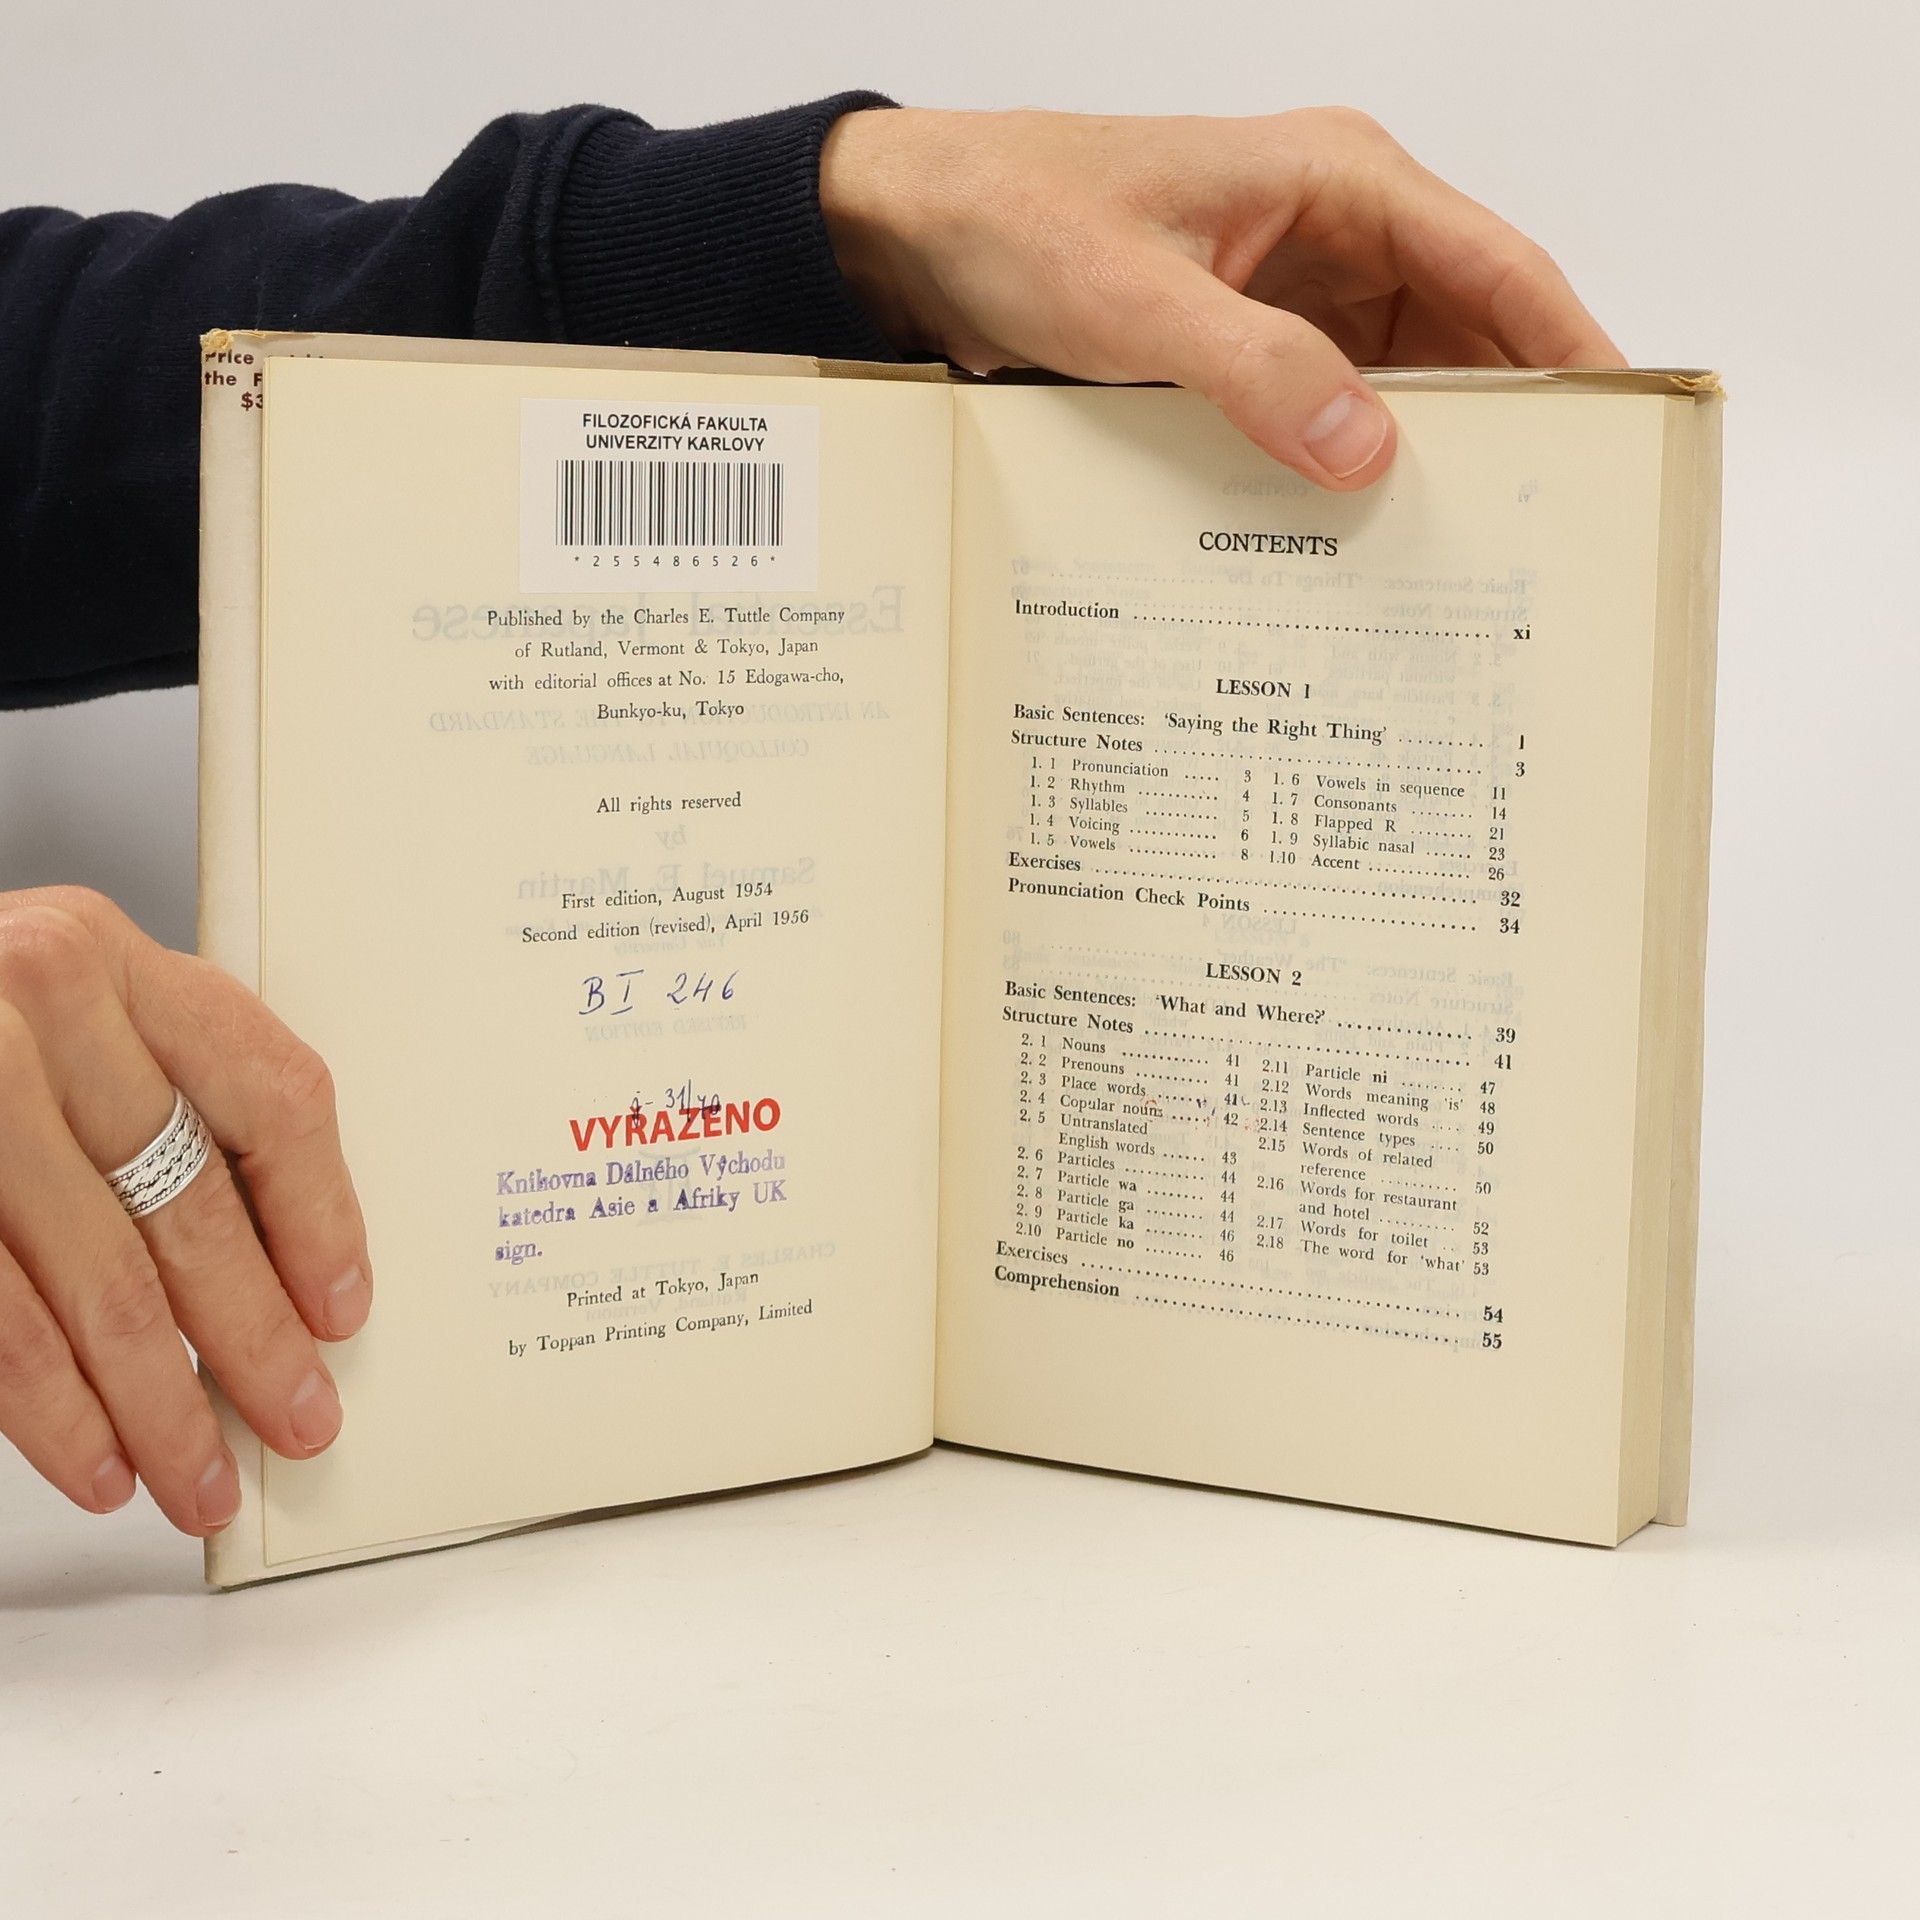 Price
the F
$3
FILOZOFICKÁ FAKULTA
UNIVERZITY KARLOVY
*255486526*
Published by the Charles E. Tuttle Company
of Rutland, Vermont & Tokyo, Japan
with editorial offices at No. 15 Edogawa-cho,
Bunkyo-ku, Tokyo
All rights reserved
First edition, August 1954
Second edition (revised), April 1956
B I 246
j- 31/70
VYŘAZENO
Knihovna Dálného Východu
katedra Asie a Afriky UK
sign.
Printed at Tokyo, Japan
by Toppan Printing Company, Limited
CONTENTS
Introduction .......... xi
LESSON 1
Basic Sentences: ‘Saying the Right Thing’ .......... 1
Structure Notes .......... 3
1. 1 Pronunciation ..... 3
1. 2 Rhythm .......... 4
1. 3 Syllables .......... 5
1. 4 Voicing .......... 6
1. 5 Vowels .......... 8
1. 6 Vowels in sequence 11
1. 7 Consonants ........ 14
1. 8 Flapped R ........ 21
1. 9 Syllabic nasal ...... 23
1.10 Accent ............ 26
Exercises .......... 32
Pronunciation Check Points .......... 34
LESSON 2
Basic Sentences: ‘What and Where?’ .......... 39
Structure Notes .......... 41
2. 1 Nouns .......... 41
2. 2 Prenouns .......... 41
2. 3 Place words ........ 41
2. 4 Copular nouns ..... 42
2. 5 Untranslated
English words ...... 43
2. 6 Particles .......... 44
2. 7 Particle wa ........ 44
2. 8 Particle ga ........ 44
2. 9 Particle ka ........ 46
2.10 Particle no ........ 46
2.11 Particle ni ........ 47
2.12 Words meaning ‘is’ 48
2.13 Inflected words .... 49
2.14 Sentence types .... 50
2.15 Words of related
reference .......... 50
2.16 Words for restaurant
and hotel .......... 52
2.17 Words for toilet .. 53
2.18 The word for ‘what’ 53
Exercises .......... 54
Comprehension .......... 55